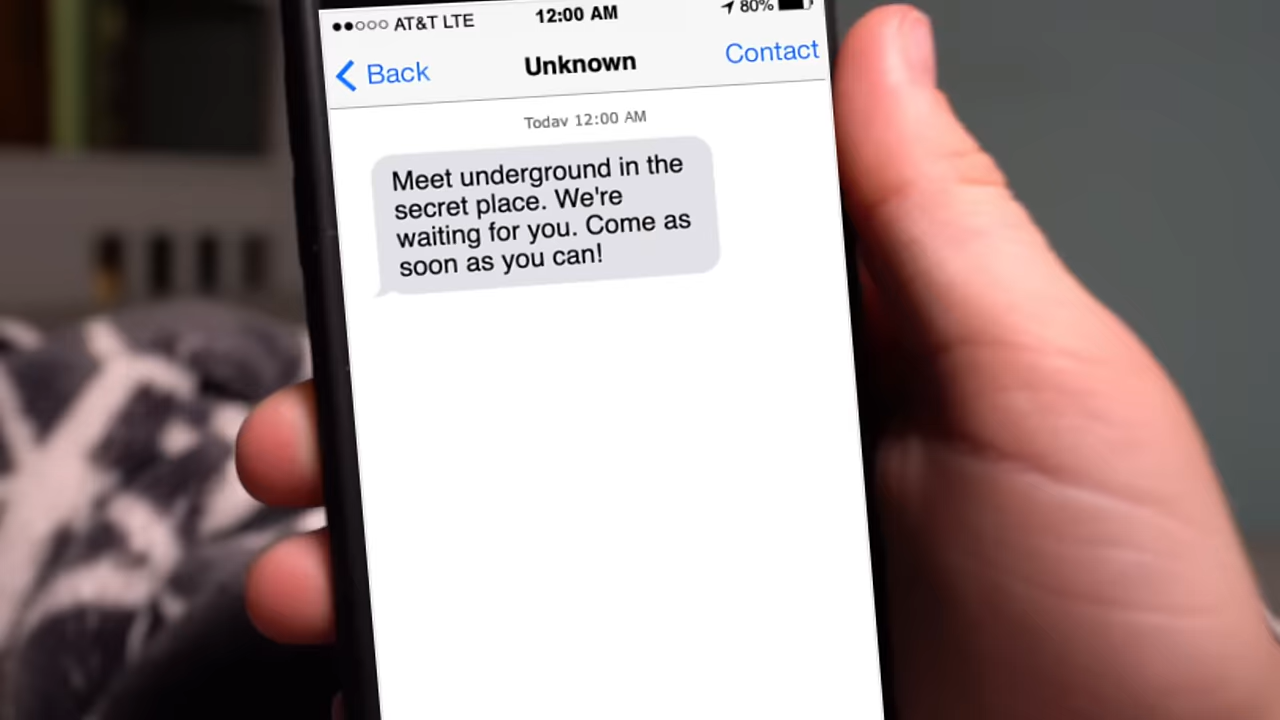 AT&T LTE 12:00 AM 80%
Back Unknown Contact
Today 12:00 AM
Meet underground in the
secret place. We're
waiting for you. Come as
soon as you can!